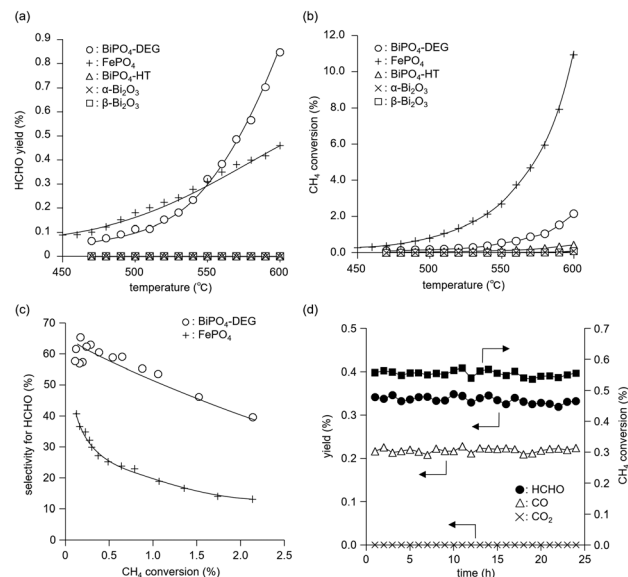 (a)
○: BiPO₄-DEG
+: FePO₄
△: BiPO₄-HT
×: α-Bi₂O₃
□: β-Bi₂O₃
HCHO yield (%)
0.9
0.8
0.7
0.6
0.5
0.4
0.3
0.2
0.1
0
450 500 550 600
temperature (℃)
(b)
○: BiPO₄-DEG
+: FePO₄
△: BiPO₄-HT
×: α-Bi₂O₃
□: β-Bi₂O₃
CH₄ conversion (%)
12.0
10.0
8.0
6.0
4.0
2.0
0.0
450 500 550 600
temperature (℃)
(c)
○: BiPO₄-DEG
+: FePO₄
selectivity for HCHO (%)
70
60
50
40
30
20
10
0
0 0.5 1.0 1.5 2.0 2.5
CH₄ conversion (%)
(d)
yield (%)
0.5
0.4
0.3
0.2
0.1
0.0
●: HCHO
△: CO
×: CO₂
0.7
0.6
0.5
0.4
0.3
0.2
0.1
0.0
CH₄ conversion (%)
0 5 10 15 20 25
time (h)